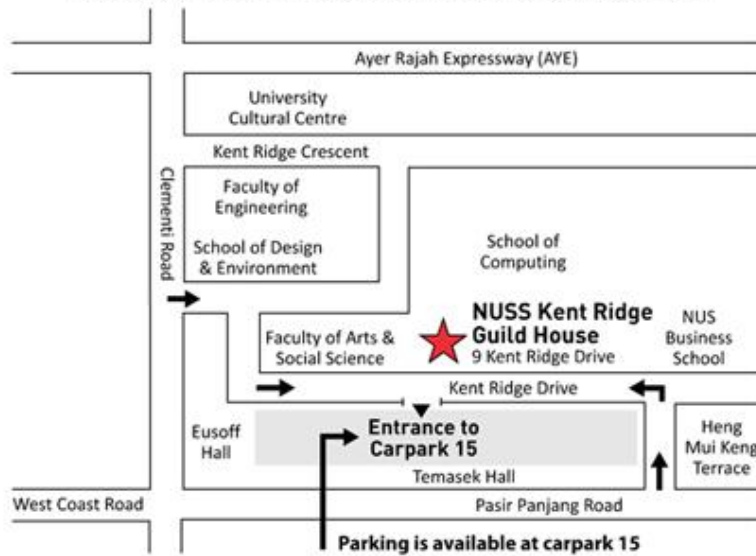 Ayer Rajah Expressway (AYE)
University
Cultural Centre
Kent Ridge Crescent
Clementi Road
Faculty of
Engineering
School of Design
& Environment
School of
Computing
NUSS Kent Ridge
Guild House
9 Kent Ridge Drive
NUS
Business
School
Faculty of Arts &
Social Science
Kent Ridge Drive
Eusoff
Hall
Entrance to
Carpark 15
Heng
Mui Keng
Terrace
Temasek Hall
West Coast Road
Pasir Panjang Road
Parking is available at carpark 15